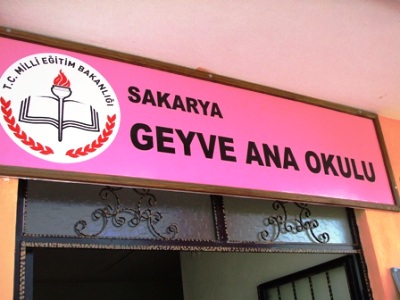 T.C. MİLLİ EĞİTİM BAKANLIĞI
SAKARYA
GEYVE ANA OKULU